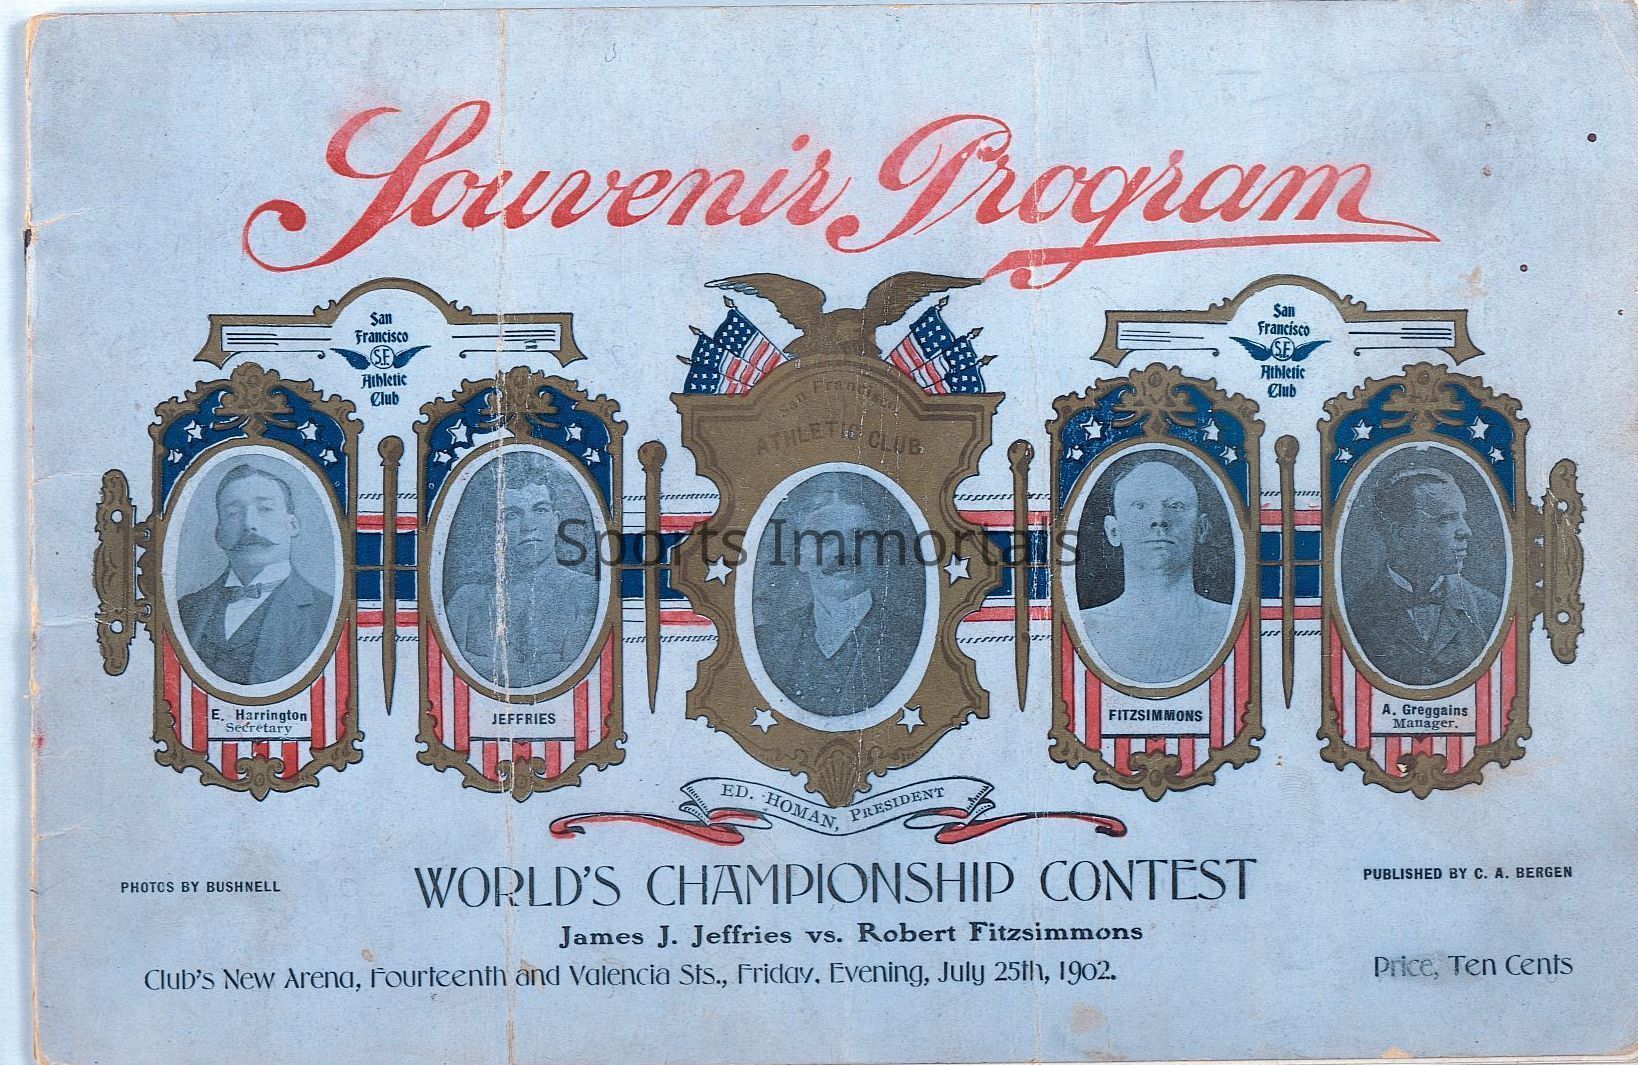 Souvenir Program
San
Francisco
S.F.
Athletic
Club
San
Francisco
S.F.
Athletic
Club
San Francisco
ATHLETIC CLUB
Sports Immortals
E. Harrington
Secretary
JEFFRIES
FITZSIMMONS
A. Greggains
Manager.
ED. HOMAN, PRESIDENT
PHOTOS BY BUSHNELL
WORLD'S CHAMPIONSHIP CONTEST
PUBLISHED BY C. A. BERGEN
James J. Jeffries vs. Robert Fitzsimmons
Club's New Arena, Fourteenth and Valencia Sts., Friday, Evening, July 25th, 1902.
Price, Ten Cents